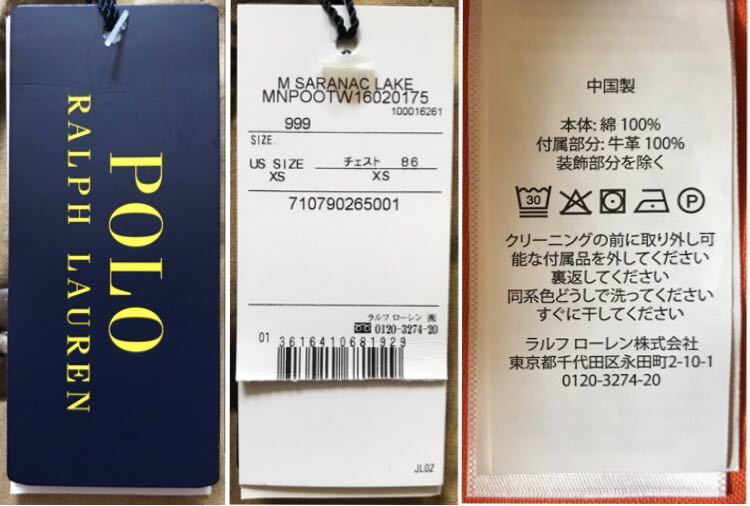 POLO
RALPH LAUREN
M SARANAC LAKE
MNPOOTW16020175
100016261
999
SIZE.
US SIZE チェスト 86
XS XS
710790265001
ラルフ ローレン ㈱
0120-3274-20
01 3616410681929
JL02
中国製
本体: 綿 100%
付属部分: 牛革 100%
装飾部分を除く
30
P
クリーニングの前に取り外し可
能な付属品を外してください
裏返してください
同系色どうしで洗ってください
すぐに干してください
ラルフ ローレン株式会社
東京都千代田区永田町2-10-1
0120-3274-20